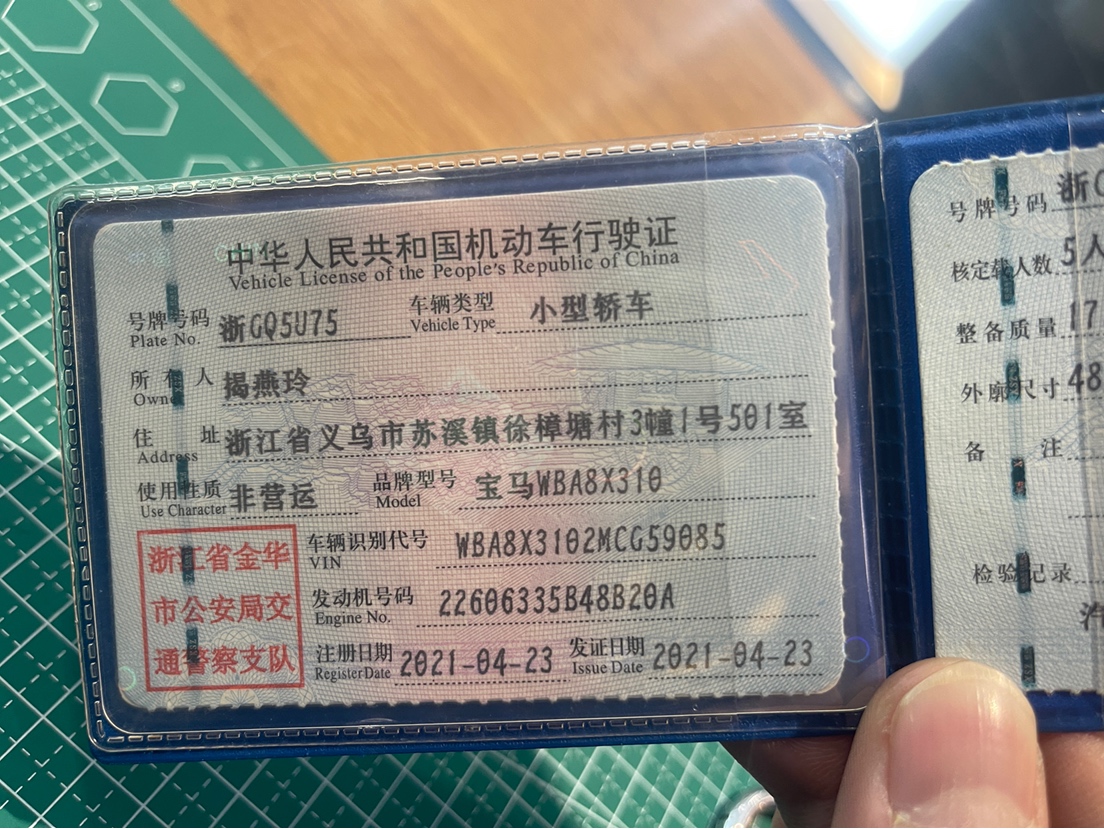 中华人民共和国机动车行驶证
Vehicle License of the People's Republic of China
号牌号码 浙GQ5U75 车辆类型 小型轿车
Plate No. Vehicle Type
所有人 揭燕玲
Owner
住址 浙江省义乌市苏溪镇徐樟塘村3幢1号501室
Address
使用性质 非营运 品牌型号 宝马WBA8X310
Use Character Model
浙江省金华
市公安局交
通警察支队
车辆识别代号 WBA8X3102MCG59085
VIN
发动机号码 22606335B48B20A
Engine No.
注册日期 2021-04-23 发证日期 2021-04-23
Register Date Issue Date
号牌号码 浙G
核定载人数 5人
整备质量 17
外廓尺寸 48
备注
检验记录